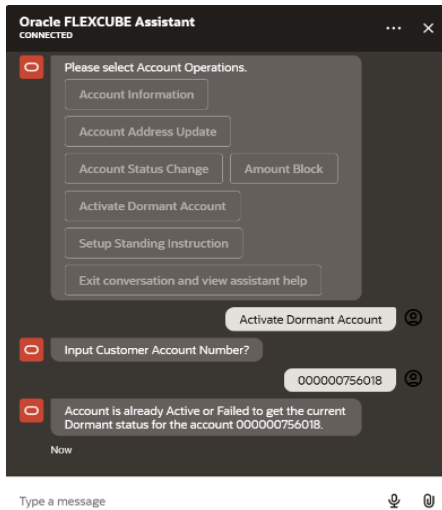 Oracle FLEXCUBE Assistant
CONNECTED
Please select Account Operations.
Account Information
Account Address Update
Account Status Change
Amount Block
Activate Dormant Account
Setup Standing Instruction
Exit conversation and view assistant help
Activate Dormant Account
Input Customer Account Number?
000000756018
Account is already Active or Failed to get the current
Dormant status for the account 000000756018.
Now
Type a message